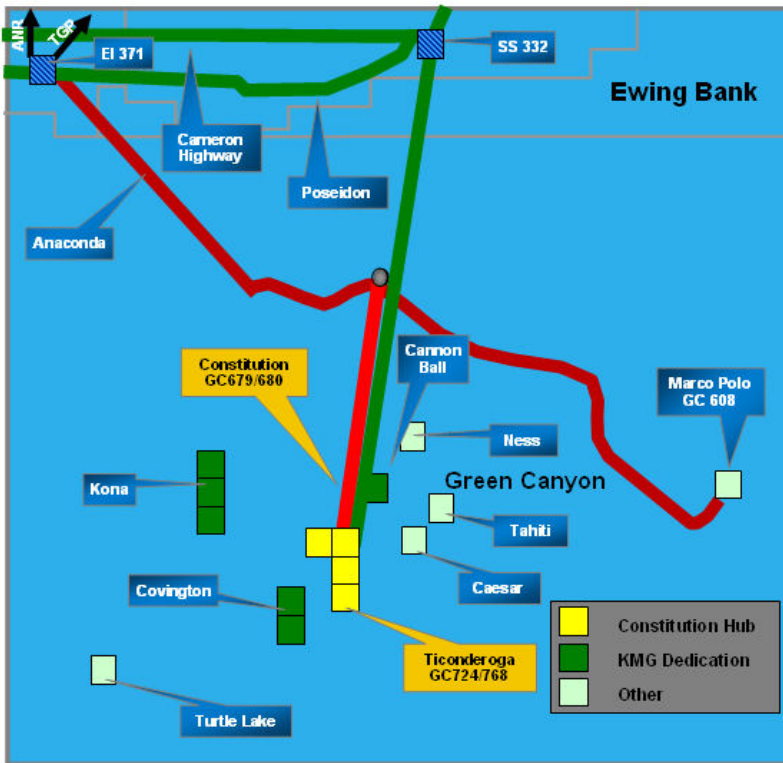 ANR
TGP
EI 371
SS 332
Ewing Bank
Cameron
Highway
Poseidon
Anaconda
Constitution
GC679/680
Cannon
Ball
Marco Polo
GC 608
Ness
Kona
Green Canyon
Tahiti
Caesar
Covington
Constitution Hub
Ticonderoga
GC724/768
KMG Dedication
Other
Turtle Lake